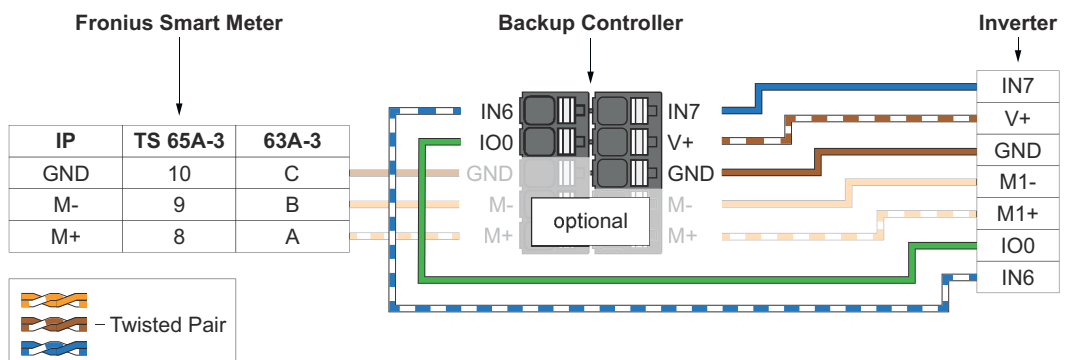 Fronius Smart Meter
Backup Controller
Inverter
IP TS 65A-3 63A-3
GND 10 C
M- 9 B
M+ 8 A
IN6
IO0
GND
M-
M+
optional
IN7
V+
GND
M-
M+
IN7
V+
GND
M1-
M1+
IO0
IN6
– Twisted Pair